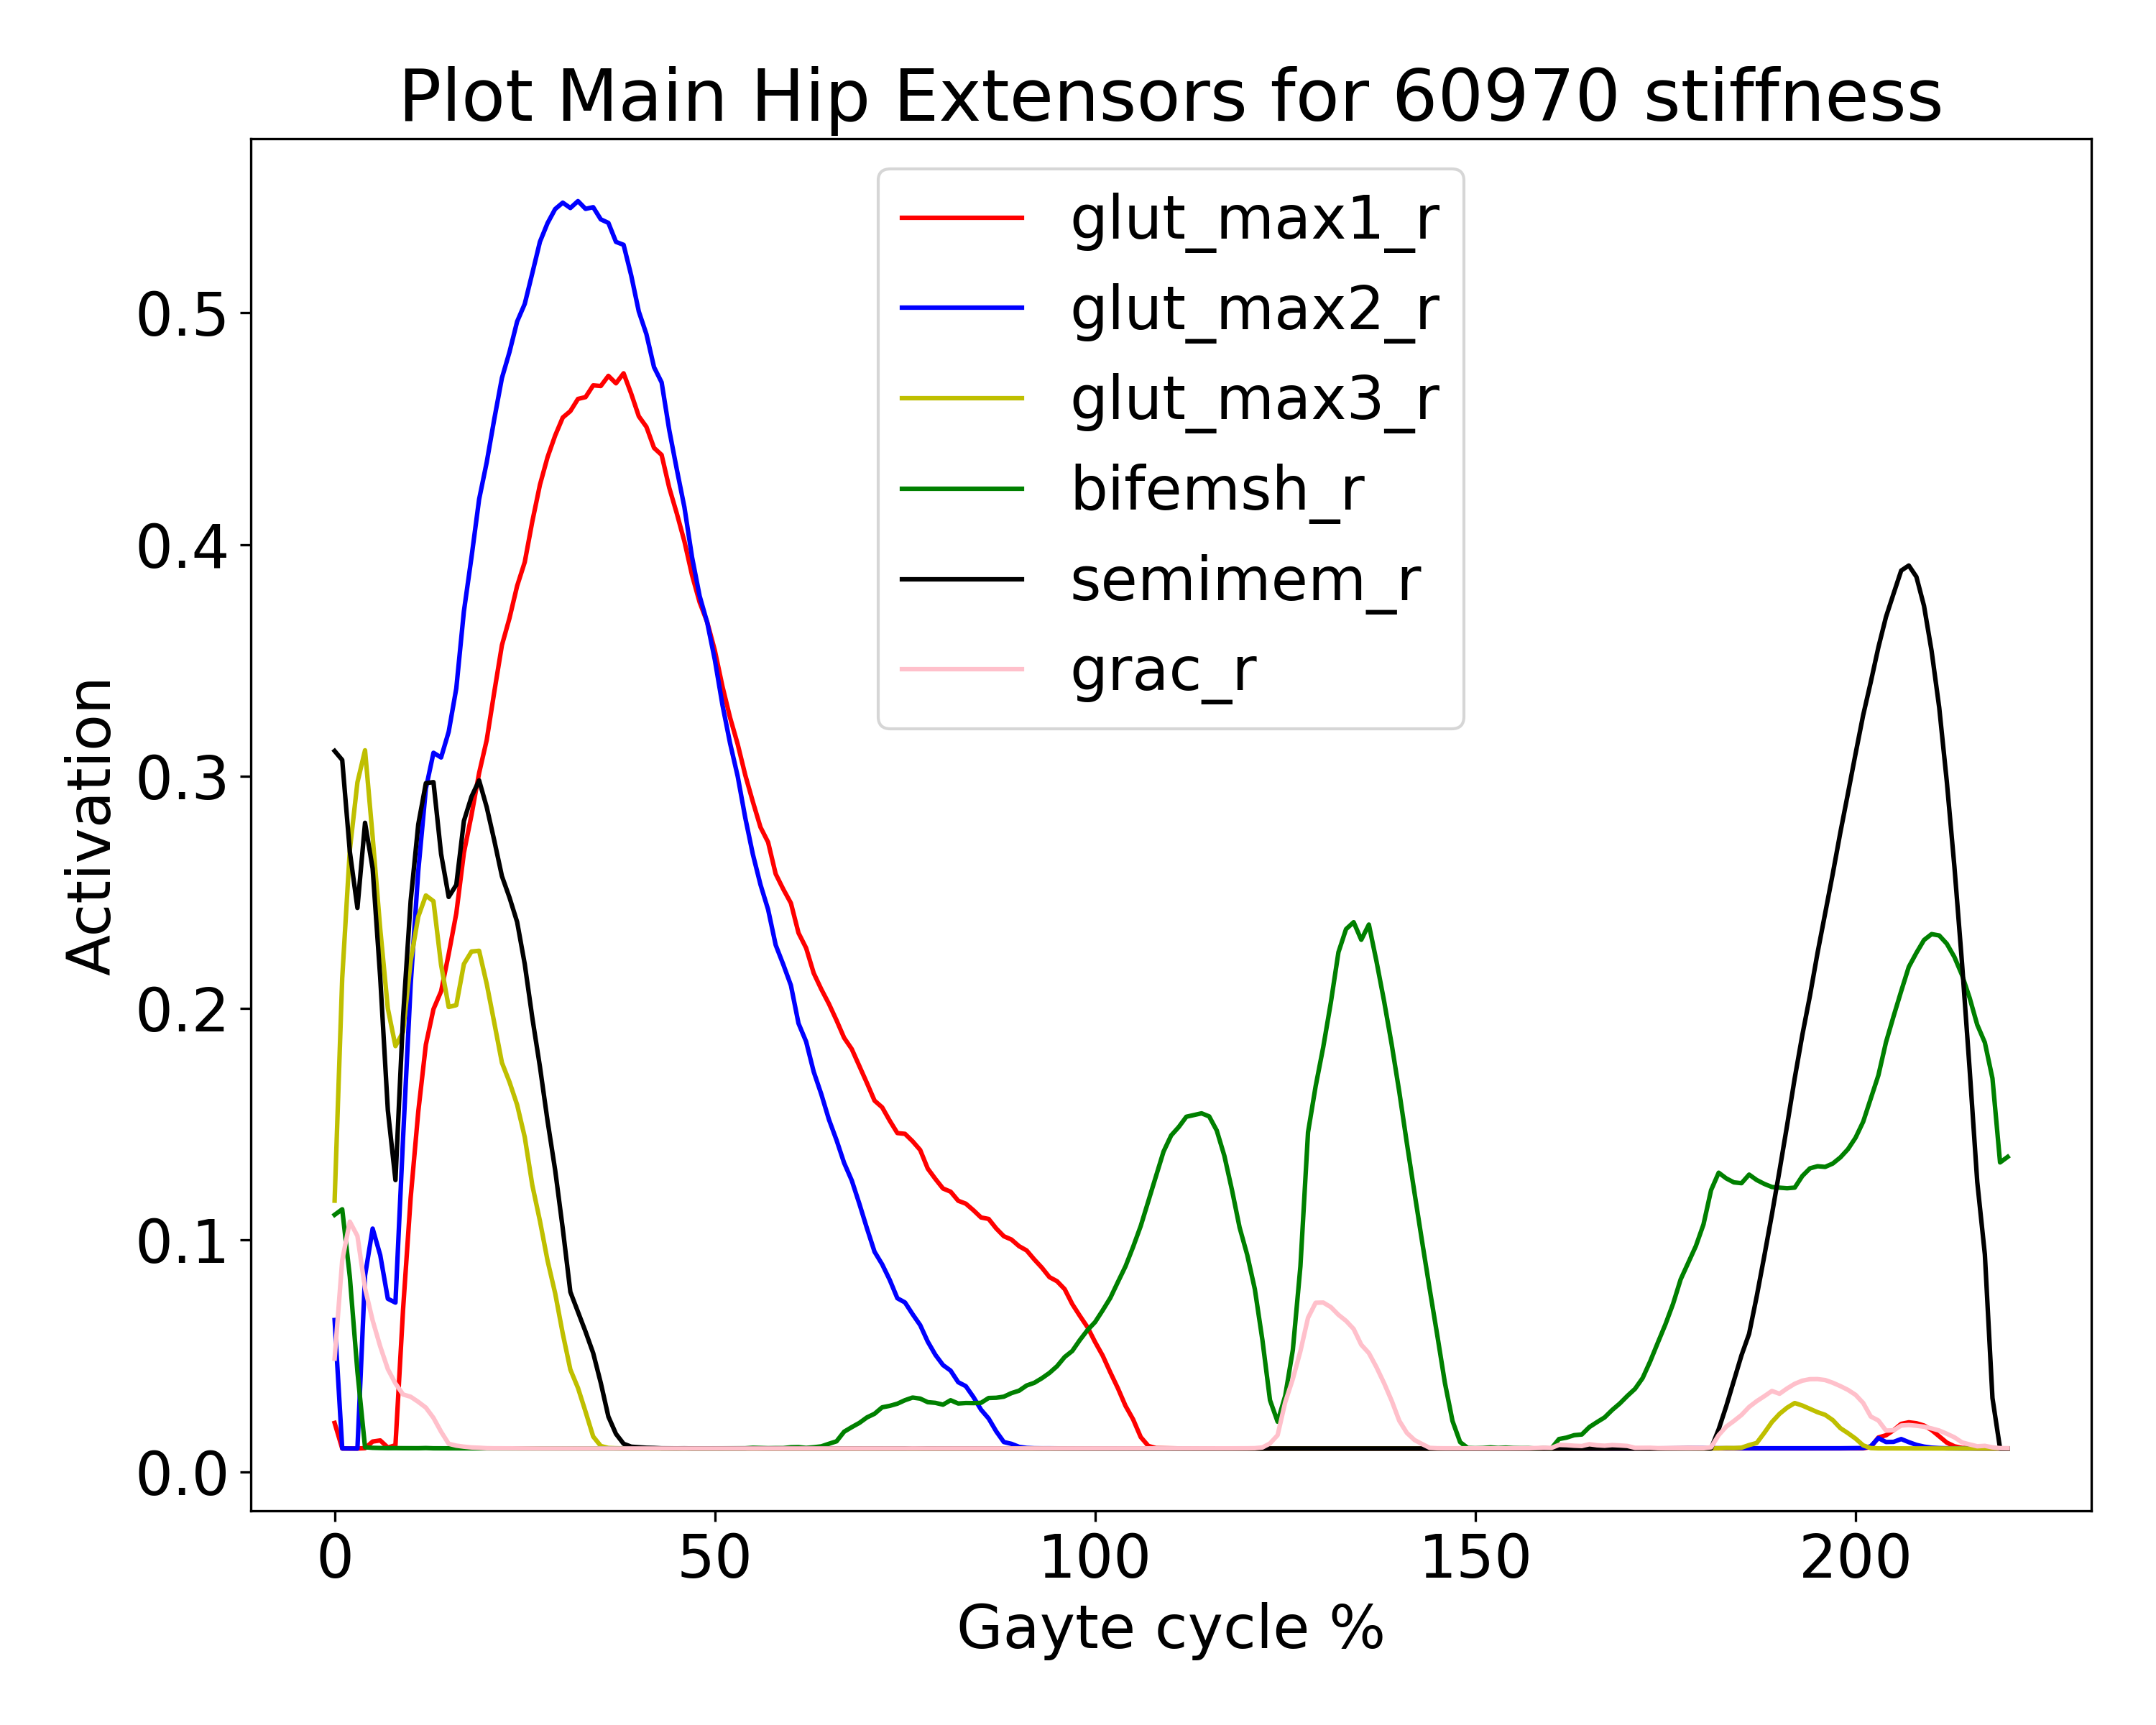 Plot Main Hip Extensors for 60970 stiffness
glut_max1_r
glut_max2_r
glut_max3_r
bifemsh_r
semimem_r
grac_r
Activation
0.5
0.4
0.3
0.2
0.1
0.0
0 50 100 150 200
Gayte cycle %